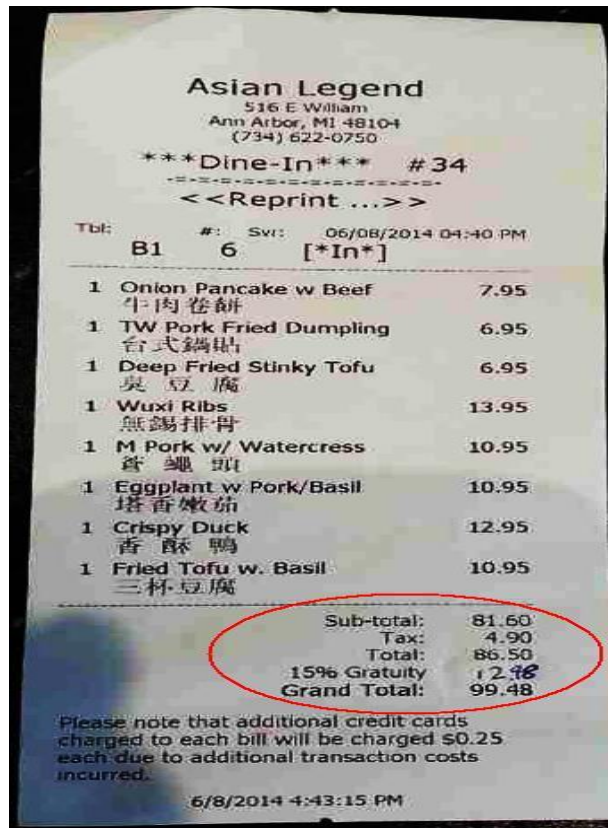 Asian Legend
516 E William
Ann Arbor, MI 48104
(734) 622-0750
***Dine-In*** #34
-=-=-=-=-=-=-=-=-=-=-=-=-=-
<<Reprint ...>>
Tbl: #: Svr: 06/08/2014 04:40 PM
B1 6 [*In*]
1 Onion Pancake w Beef 7.95
牛肉卷餅
1 TW Pork Fried Dumpling 6.95
台式鍋貼
1 Deep Fried Stinky Tofu 6.95
臭豆腐
1 Wuxi Ribs 13.95
無錫排骨
1 M Pork w/ Watercress 10.95
蒼蠅頭
1 Eggplant w Pork/Basil 10.95
塔香嫩茄
1 Crispy Duck 12.95
香酥鴨
1 Fried Tofu w. Basil 10.95
三杯豆腐
Sub-total: 81.60
Tax: 4.90
Total: 86.50
15% Gratuity 12.98
Grand Total: 99.48
Please note that additional credit cards
charged to each bill will be charged $0.25
each due to additional transaction costs
incurred.
6/8/2014 4:43:15 PM